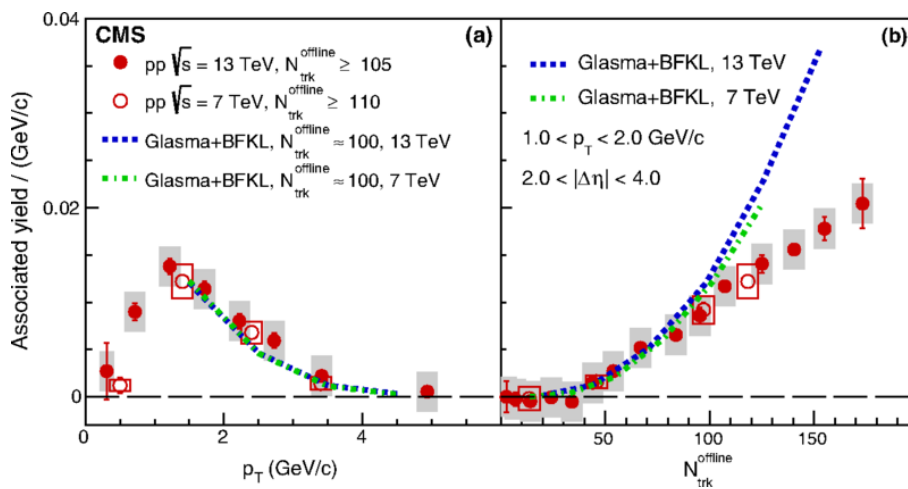 CMS
(a)
pp √s = 13 TeV, N_trk^offline ≥ 105
pp √s = 7 TeV, N_trk^offline ≥ 110
Glasma+BFKL, N_trk^offline ≈ 100, 13 TeV
Glasma+BFKL, N_trk^offline ≈ 100, 7 TeV
(b)
Glasma+BFKL, 13 TeV
Glasma+BFKL, 7 TeV
1.0 < p_T < 2.0 GeV/c
2.0 < |Δη| < 4.0
Associated yield / (GeV/c)
0.04
0.02
0
0 2 4
p_T (GeV/c)
50 100 150
N_trk^offline